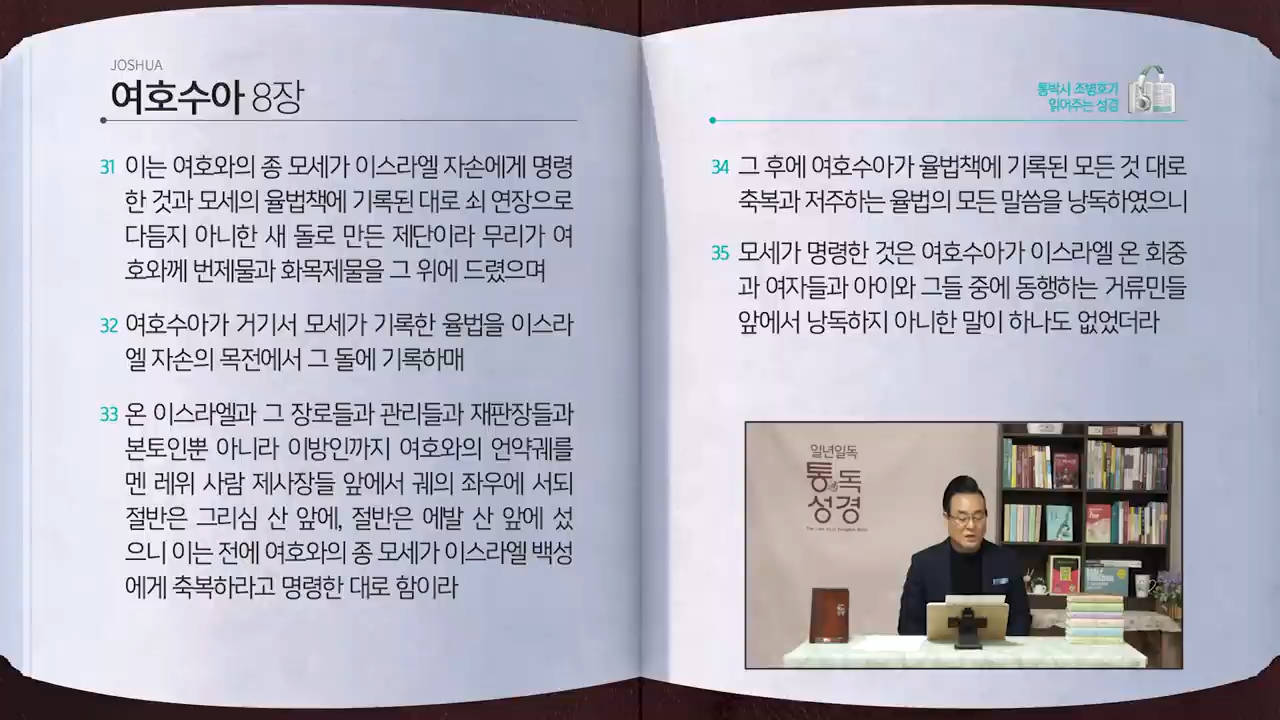 JOSHUA
여호수아 8장
31 이는 여호와의 종 모세가 이스라엘 자손에게 명령
한 것과 모세의 율법책에 기록된 대로 쇠 연장으로
다듬지 아니한 새 돌로 만든 제단이라 무리가 여
호와께 번제물과 화목제물을 그 위에 드렸으며
32 여호수아가 거기서 모세가 기록한 율법을 이스라
엘 자손의 목전에서 그 돌에 기록하매
33 온 이스라엘과 그 장로들과 관리들과 재판장들과
본토인뿐 아니라 이방인까지 여호와의 언약궤를
멘 레위 사람 제사장들 앞에서 궤의 좌우에 서되
절반은 그리심 산 앞에, 절반은 에발 산 앞에 섰
으니 이는 전에 여호와의 종 모세가 이스라엘 백성
에게 축복하라고 명령한 대로 함이라
통박사 조병호가
읽어주는 성경
34 그 후에 여호수아가 율법책에 기록된 모든 것 대로
축복과 저주하는 율법의 모든 말씀을 낭독하였으니
35 모세가 명령한 것은 여호수아가 이스라엘 온 회중
과 여자들과 아이와 그들 중에 동행하는 거류민들
앞에서 낭독하지 아니한 말이 하나도 없었더라
일년일독
통독
성경